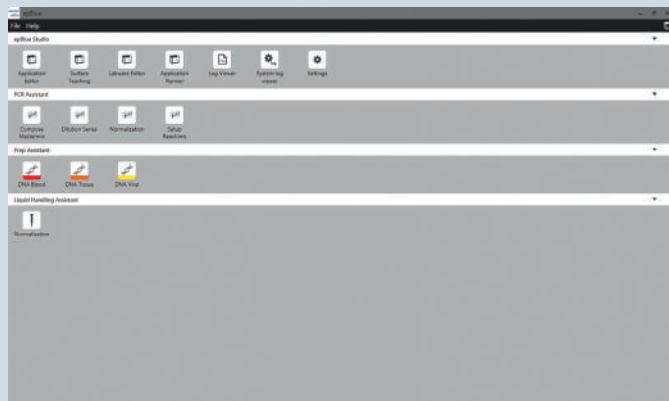 epBlue
File Help
epBlue Studio
Application Editor
Surface Teaching
Labware Editor
Application Runner
Log Viewer
System log viewer
Settings
PCR Assistant
Compose Mastermix
Dilution Series
Normalization
Setup Reactions
Prep Assistant
DNA Blood
DNA Tissue
DNA Viral
Liquid Handling Assistant
Normalization